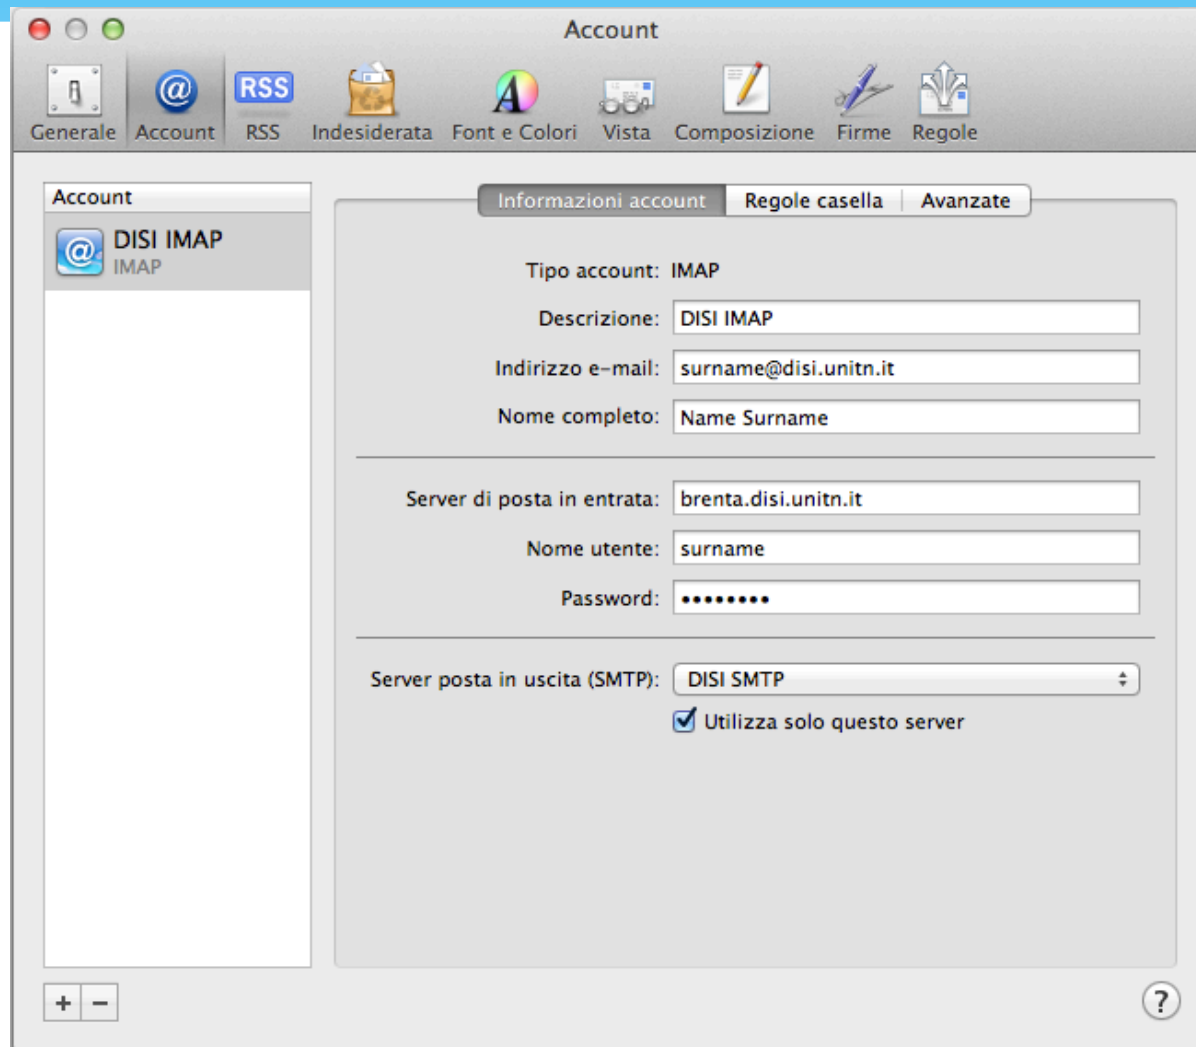 Account
RSS
Generale Account RSS Indesiderata Font e Colori Vista Composizione Firme Regole
Account
DISI IMAP
IMAP
Informazioni account Regole casella Avanzate
Tipo account: IMAP
Descrizione: DISI IMAP
Indirizzo e-mail: surname@disi.unitn.it
Nome completo: Name Surname
Server di posta in entrata: brenta.disi.unitn.it
Nome utente: surname
Password: ••••••••
Server posta in uscita (SMTP): DISI SMTP
Utilizza solo questo server
+ − ?